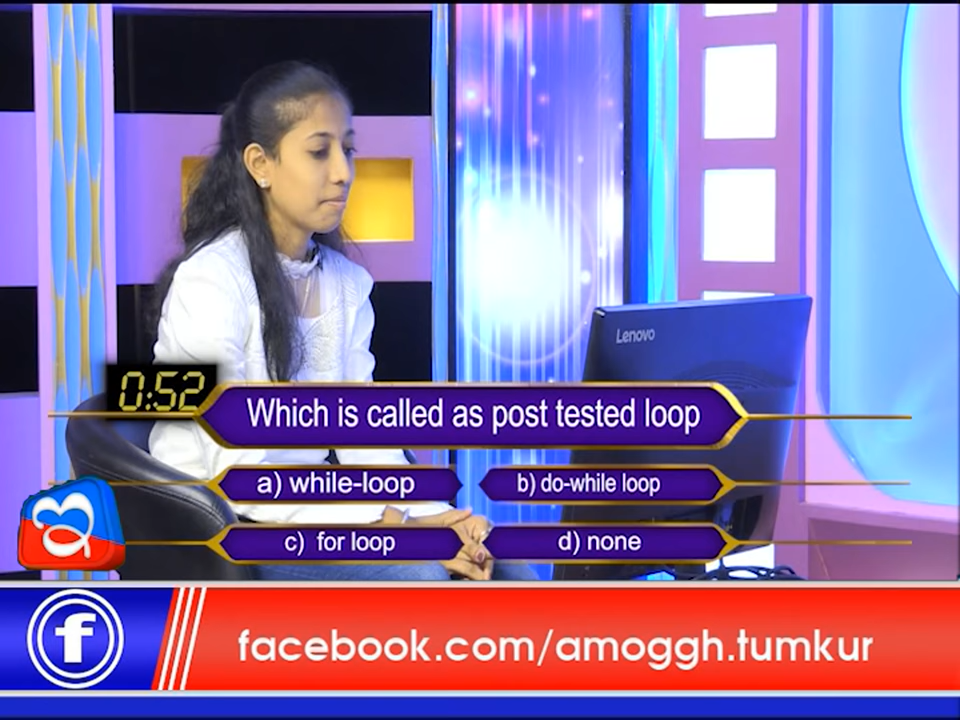 Lenovo
0:52
Which is called as post tested loop
a) while-loop
b) do-while loop
c) for loop
d) none
f facebook.com/amoggh.tumkur